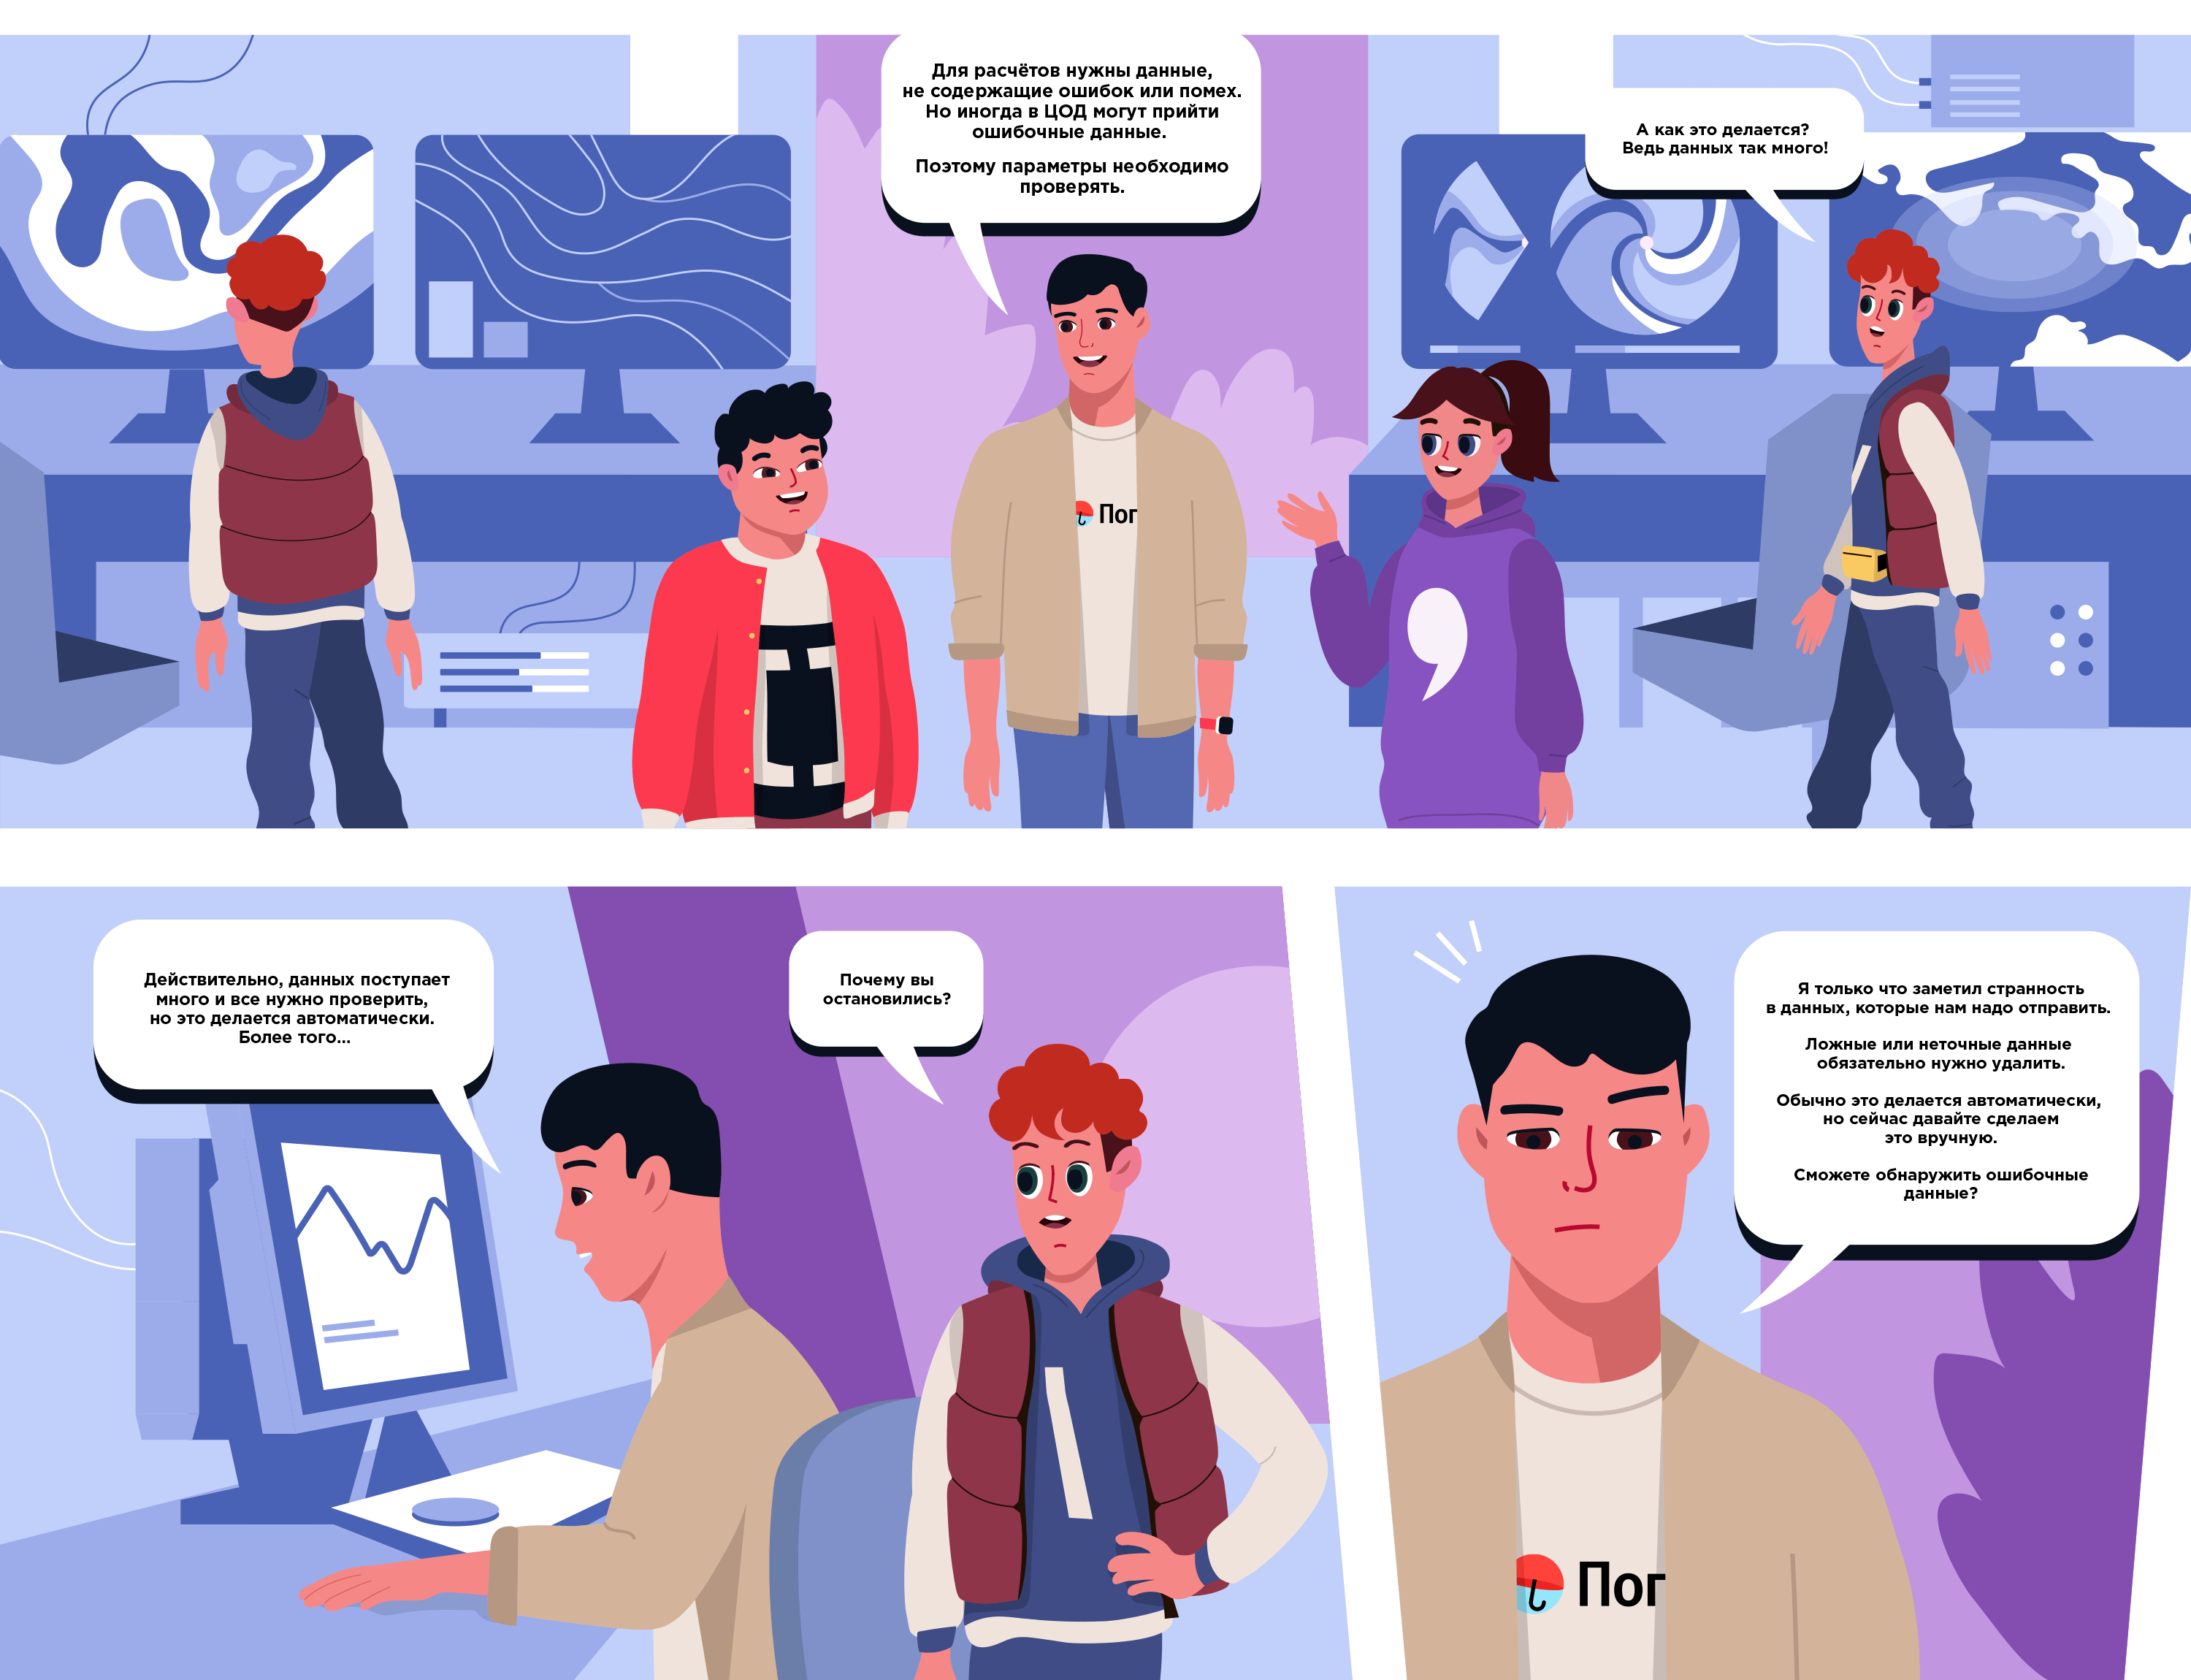 Для расчётов нужны данные,
не содержащие ошибок или помех.
Но иногда в ЦОД могут прийти
ошибочные данные.
Поэтому параметры необходимо
проверять.
А как это делается?
Ведь данных так много!
Пог
Действительно, данных поступает
много и все нужно проверить,
но это делается автоматически.
Более того...
Почему вы
остановились?
Я только что заметил странность
в данных, которые нам надо отправить.
Ложные или неточные данные
обязательно нужно удалить.
Обычно это делается автоматически,
но сейчас давайте сделаем
это вручную.
Сможете обнаружить ошибочные
данные?
Пог